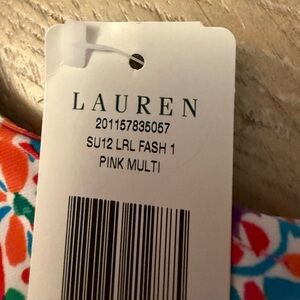 LAUREN
201157835057
SU12 LRL FASH 1
PINK MULTI